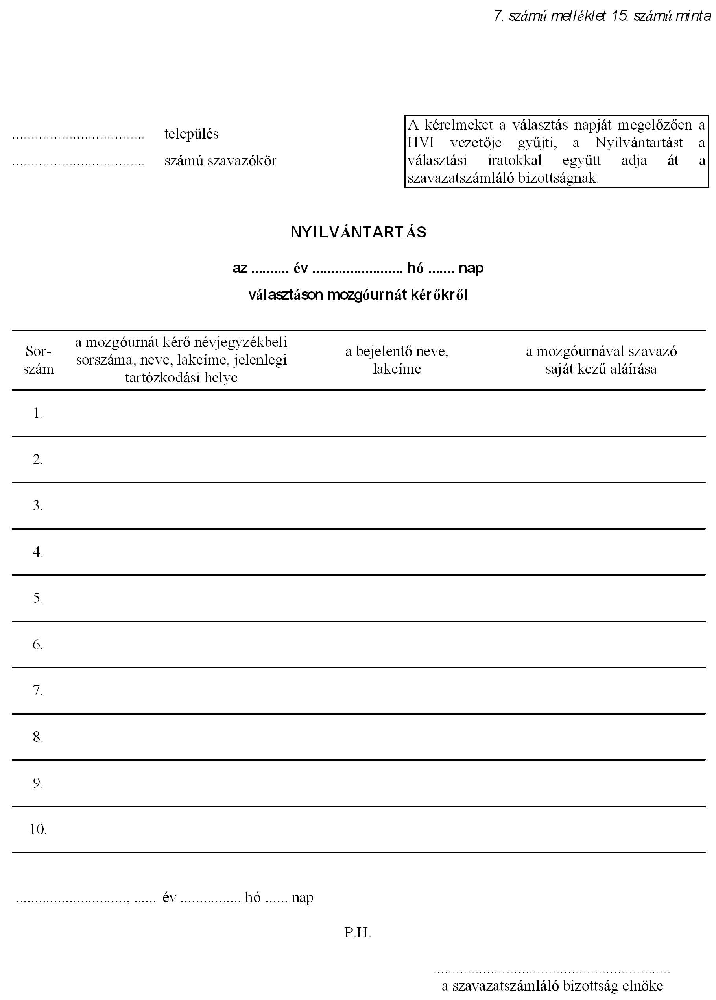 7. számú melléklet 15. számú minta
................................... település
................................... számú szavazókör
A kérelmeket a választás napját megelőzően a
HVI vezetője gyűjti, a Nyilvántartást a
választási iratokkal együtt adja át a
szavazatszámláló bizottságnak.
NYILVÁNTARTÁS
az .......... év ........................ hó ....... nap
választáson mozgóurnát kérőkről
Sor-
szám
a mozgóurnát kérő névjegyzékbeli
sorszáma, neve, lakcíme, jelenlegi
tartózkodási helye
a bejelentő neve,
lakcíme
a mozgóurnával szavazó
saját kezű aláírása
1.
2.
3.
4.
5.
6.
7.
8.
9.
10.
............................., ...... év ................ hó ...... nap
P.H.
..............................................................
a szavazatszámláló bizottság elnöke